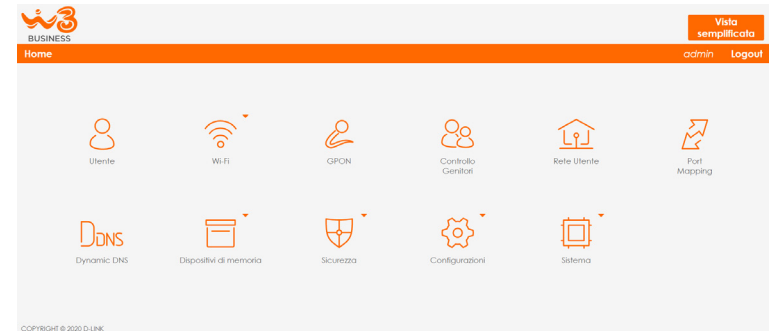 W3
BUSINESS
Vista
semplificata
Home
admin Logout
Utente
Wi-Fi
GPON
Controllo
Genitori
Rete Utente
Port
Mapping
DDNS
Dynamic DNS
Dispositivi di memoria
Sicurezza
Configurazioni
Sistema
COPYRIGHT © 2020 D-LINK